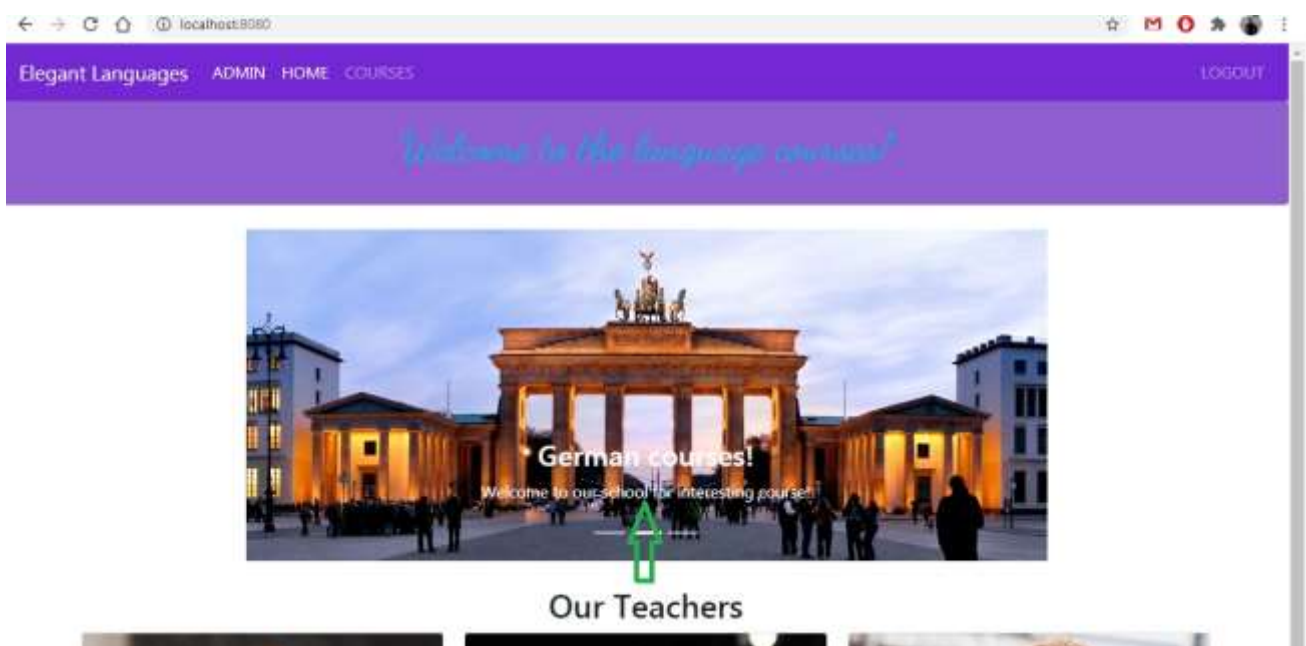 localhost:8080
Elegant Languages ADMIN HOME COURSES LOGOUT
Welcome to the language courses!
German courses!
Welcome to our school for interesting course!
Our Teachers